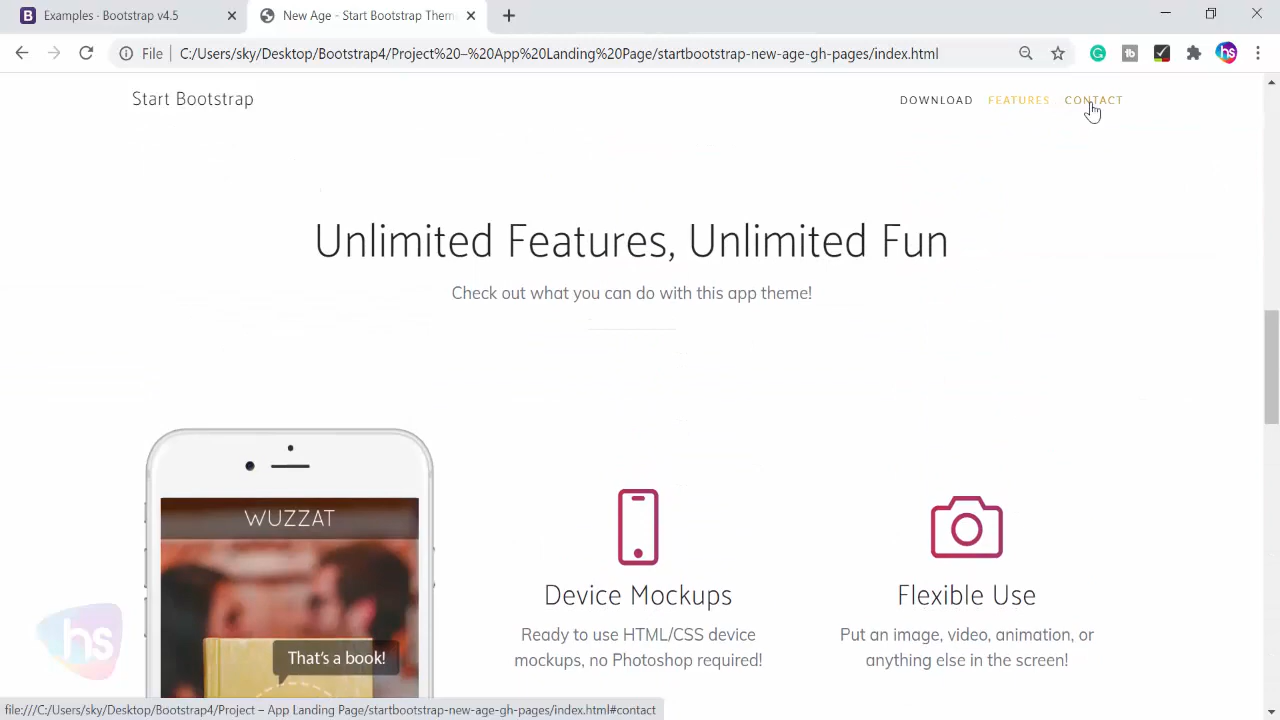 Examples - Bootstrap v4.5
New Age - Start Bootstrap Them
File
C:/Users/sky/Desktop/Bootstrap4/Project%20–%20App%20Landing%20Page/startbootstrap-new-age-gh-pages/index.html
Start Bootstrap
DOWNLOAD
FEATURES
CONTACT
Unlimited Features, Unlimited Fun
Check out what you can do with this app theme!
WUZZAT
That's a book!
Device Mockups
Ready to use HTML/CSS device
mockups, no Photoshop required!
Flexible Use
Put an image, video, animation, or
anything else in the screen!
hs
file:///C:/Users/sky/Desktop/Bootstrap4/Project – App Landing Page/startbootstrap-new-age-gh-pages/index.html#contact